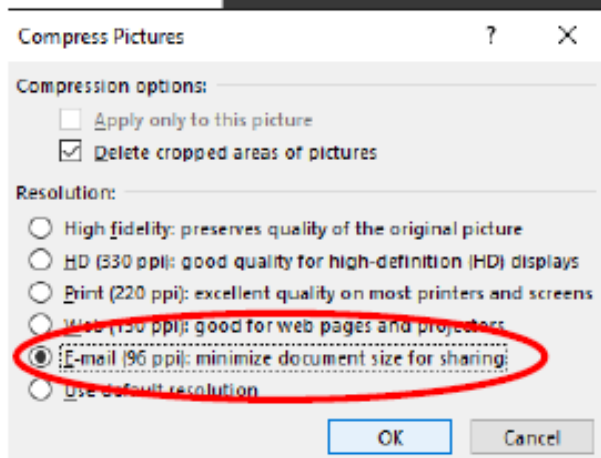 Compress Pictures ? ✕
Compression options:
Apply only to this picture
Delete cropped areas of pictures
Resolution:
High fidelity: preserves quality of the original picture
HD (330 ppi): good quality for high-definition (HD) displays
Print (220 ppi): excellent quality on most printers and screens
Web (150 ppi): good for web pages and projectors
E-mail (96 ppi): minimize document size for sharing
Use default resolution
OK Cancel